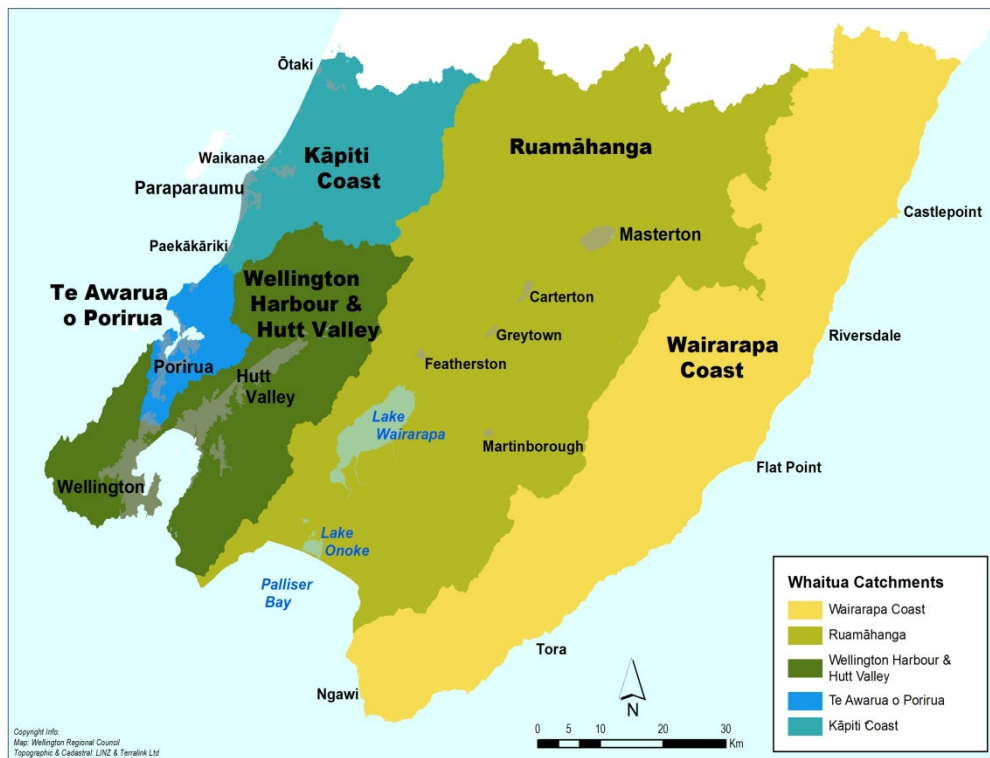 Ōtaki
Waikanae
Kāpiti
Coast
Paraparaumu
Paekākāriki
Ruamāhanga
Masterton
Castlepoint
Te Awarua
o Porirua
Wellington
Harbour &
Hutt Valley
Carterton
Greytown
Featherston
Riversdale
Wairarapa
Coast
Porirua
Hutt
Valley
Lake
Wairarapa
Martinborough
Flat Point
Wellington
Lake
Onoke
Palliser
Bay
Tora
Ngawi
N
0 5 10 20 30
Km
Whaitua Catchments
Wairarapa Coast
Ruamāhanga
Wellington Harbour &
Hutt Valley
Te Awarua o Porirua
Kāpiti Coast
Copyright Info:
Map: Wellington Regional Council
Topographic & Cadastral: LINZ & Terralink Ltd